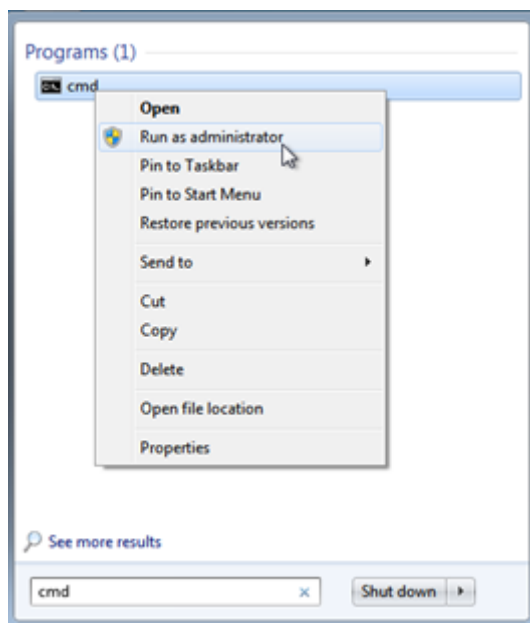 Programs (1)
cmd
Open
Run as administrator
Pin to Taskbar
Pin to Start Menu
Restore previous versions
Send to
Cut
Copy
Delete
Open file location
Properties
See more results
cmd
Shut down